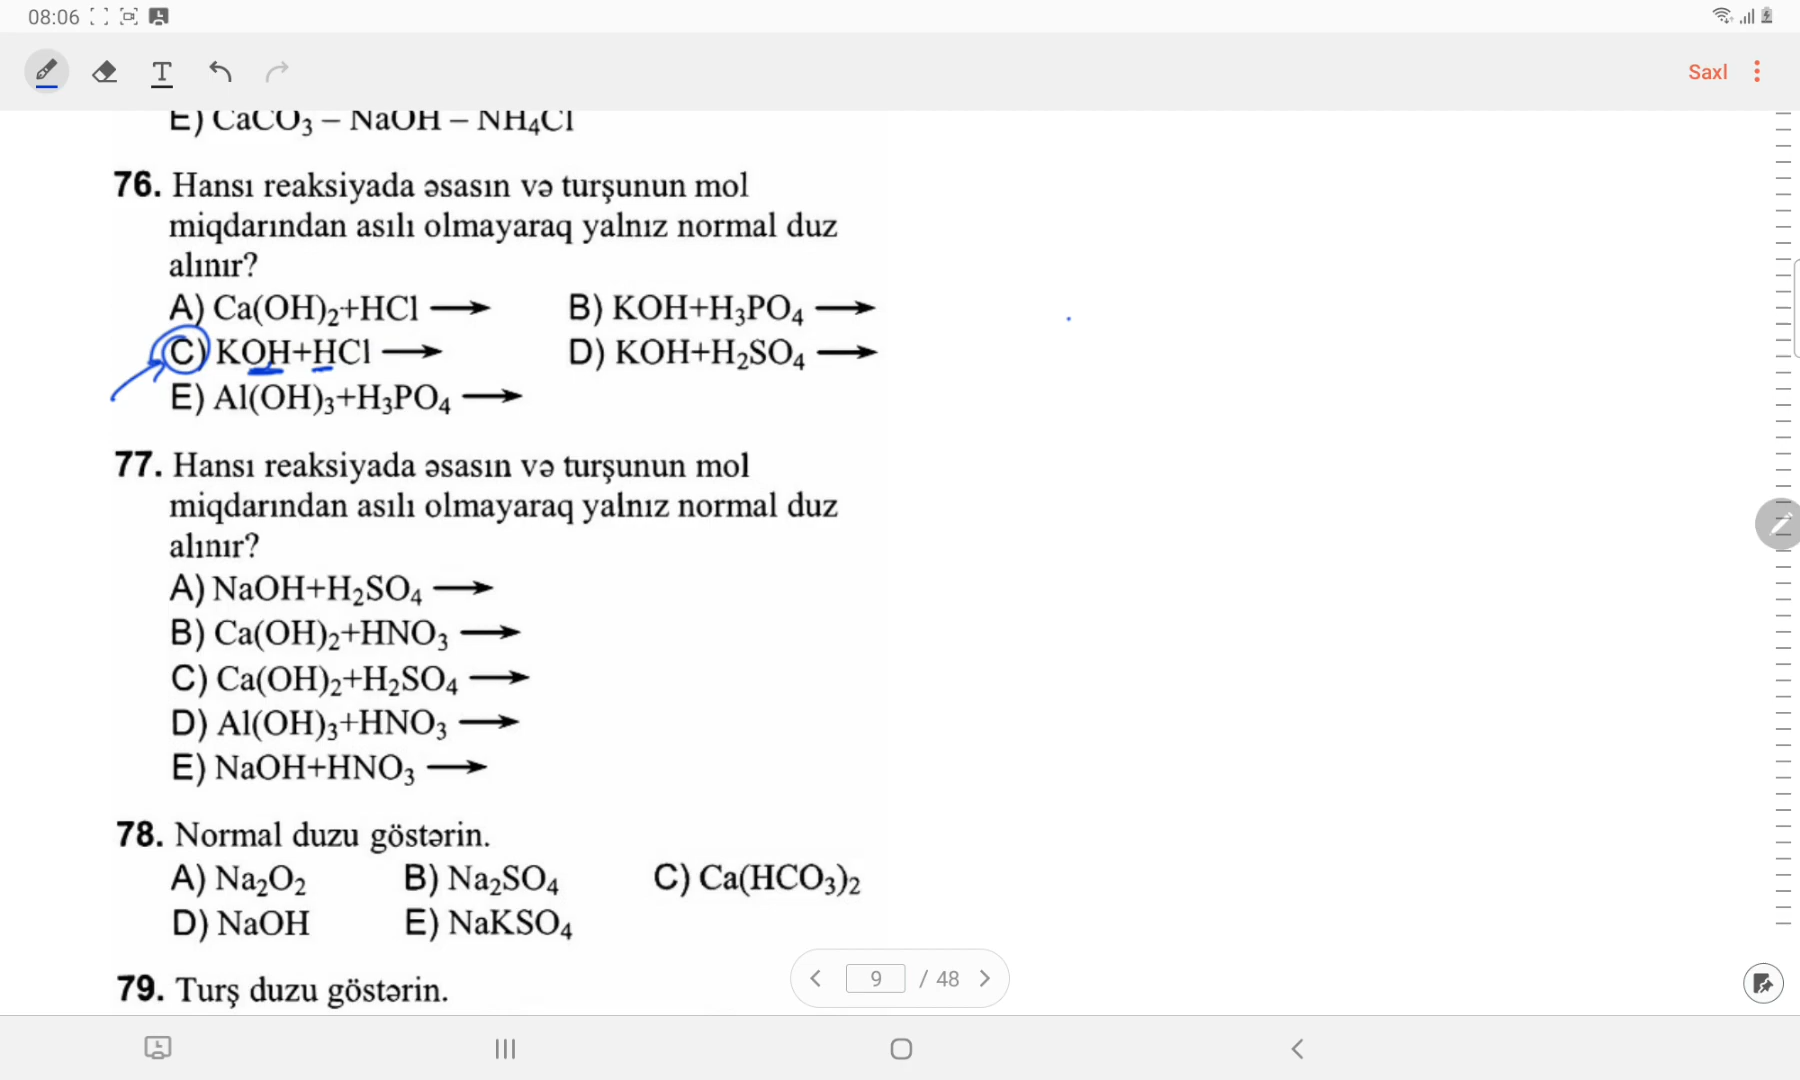 08:06
T
Saxl
E) CaCO₃ – NaOH – NH₄Cl
76. Hansı reaksiyada əsasın və turşunun mol
miqdarından asılı olmayaraq yalnız normal duz
alınır?
A) Ca(OH)₂+HCl ⟶ B) KOH+H₃PO₄ ⟶
C) KOH+HCl ⟶ D) KOH+H₂SO₄ ⟶
E) Al(OH)₃+H₃PO₄ ⟶
77. Hansı reaksiyada əsasın və turşunun mol
miqdarından asılı olmayaraq yalnız normal duz
alınır?
A) NaOH+H₂SO₄ ⟶
B) Ca(OH)₂+HNO₃ ⟶
C) Ca(OH)₂+H₂SO₄ ⟶
D) Al(OH)₃+HNO₃ ⟶
E) NaOH+HNO₃ ⟶
78. Normal duzu göstərin.
A) Na₂O₂ B) Na₂SO₄ C) Ca(HCO₃)₂
D) NaOH E) NaKSO₄
79. Turş duzu göstərin.
9 / 48